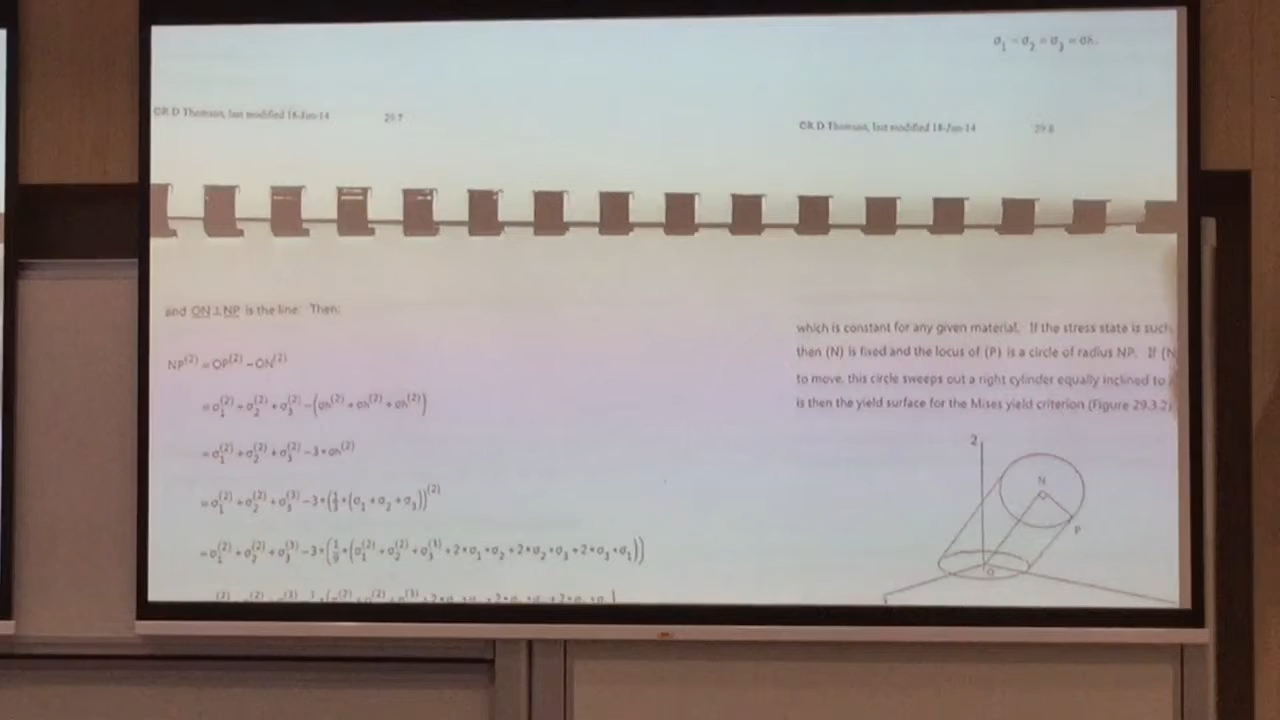 σ₁ = σ₂ = σ₃ = σh.
©R D Thomson, last modified 18-Jan-14 29.7
©R D Thomson, last modified 18-Jan-14 29.8
and ON⊥NP is the line. Then:
NP⁽²⁾ = OP⁽²⁾ − ON⁽²⁾
= σ₁⁽²⁾ + σ₂⁽²⁾ + σ₃⁽²⁾ − (σh⁽²⁾ + σh⁽²⁾ + σh⁽²⁾)
= σ₁⁽²⁾ + σ₂⁽²⁾ + σ₃⁽²⁾ − 3*σh⁽²⁾
= σ₁⁽²⁾ + σ₂⁽²⁾ + σ₃⁽³⁾ − 3*(1/3*(σ₁ + σ₂ + σ₃))⁽²⁾
= σ₁⁽²⁾ + σ₂⁽²⁾ + σ₃⁽³⁾ − 3*(1/9*(σ₁⁽²⁾ + σ₂⁽²⁾ + σ₃⁽³⁾ + 2*σ₁*σ₂ + 2*σ₂*σ₃ + 2*σ₃*σ₁))
which is constant for any given material. If the stress state is such
then (N) is fixed and the locus of (P) is a circle of radius NP. If (N
to move, this circle sweeps out a right cylinder equally inclined to
is then the yield surface for the Mises yield criterion (Figure 29.3.2)
2
N
P
O